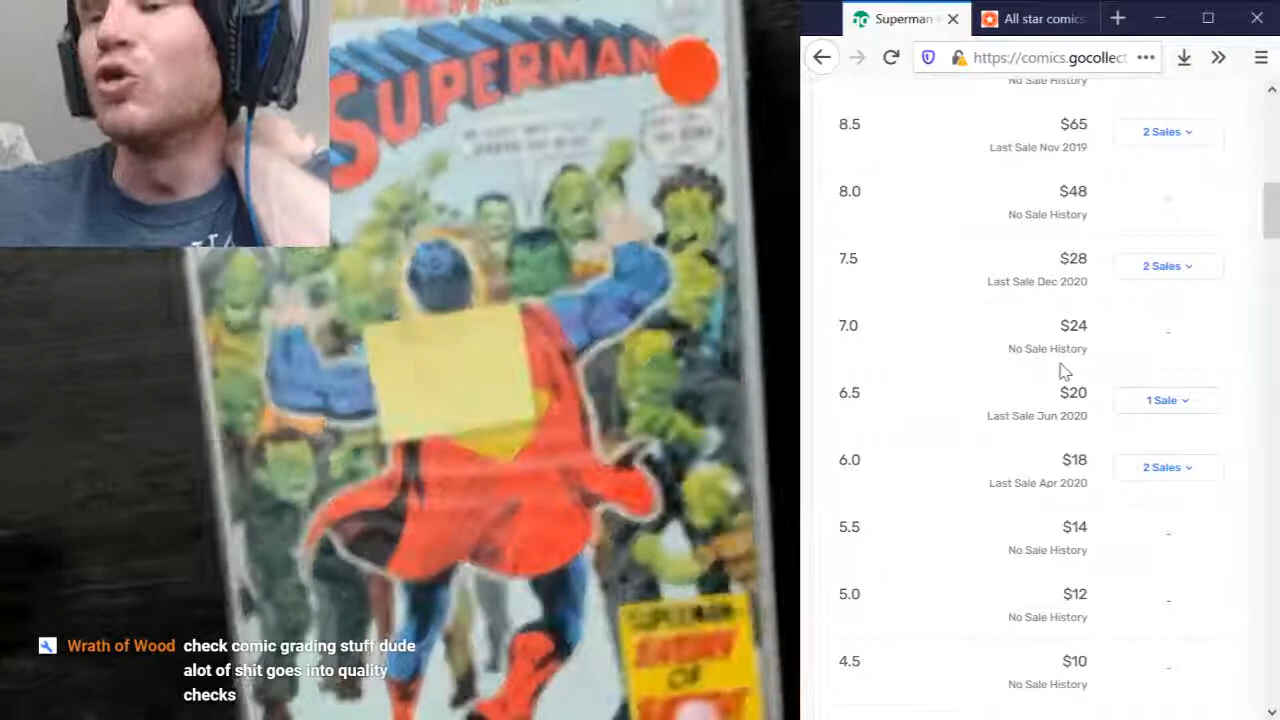 SUPERMAN
SUPERMAN
OF
Wrath of Wood check comic grading stuff dude
alot of shit goes into quality
checks
Superman
All star comics
https://comics.gocollect
No Sale History
8.5 $65 2 Sales
Last Sale Nov 2019
8.0 $48
No Sale History
7.5 $28 2 Sales
Last Sale Dec 2020
7.0 $24 -
No Sale History
6.5 $20 1 Sale
Last Sale Jun 2020
6.0 $18 2 Sales
Last Sale Apr 2020
5.5 $14 -
No Sale History
5.0 $12 -
No Sale History
4.5 $10 -
No Sale History